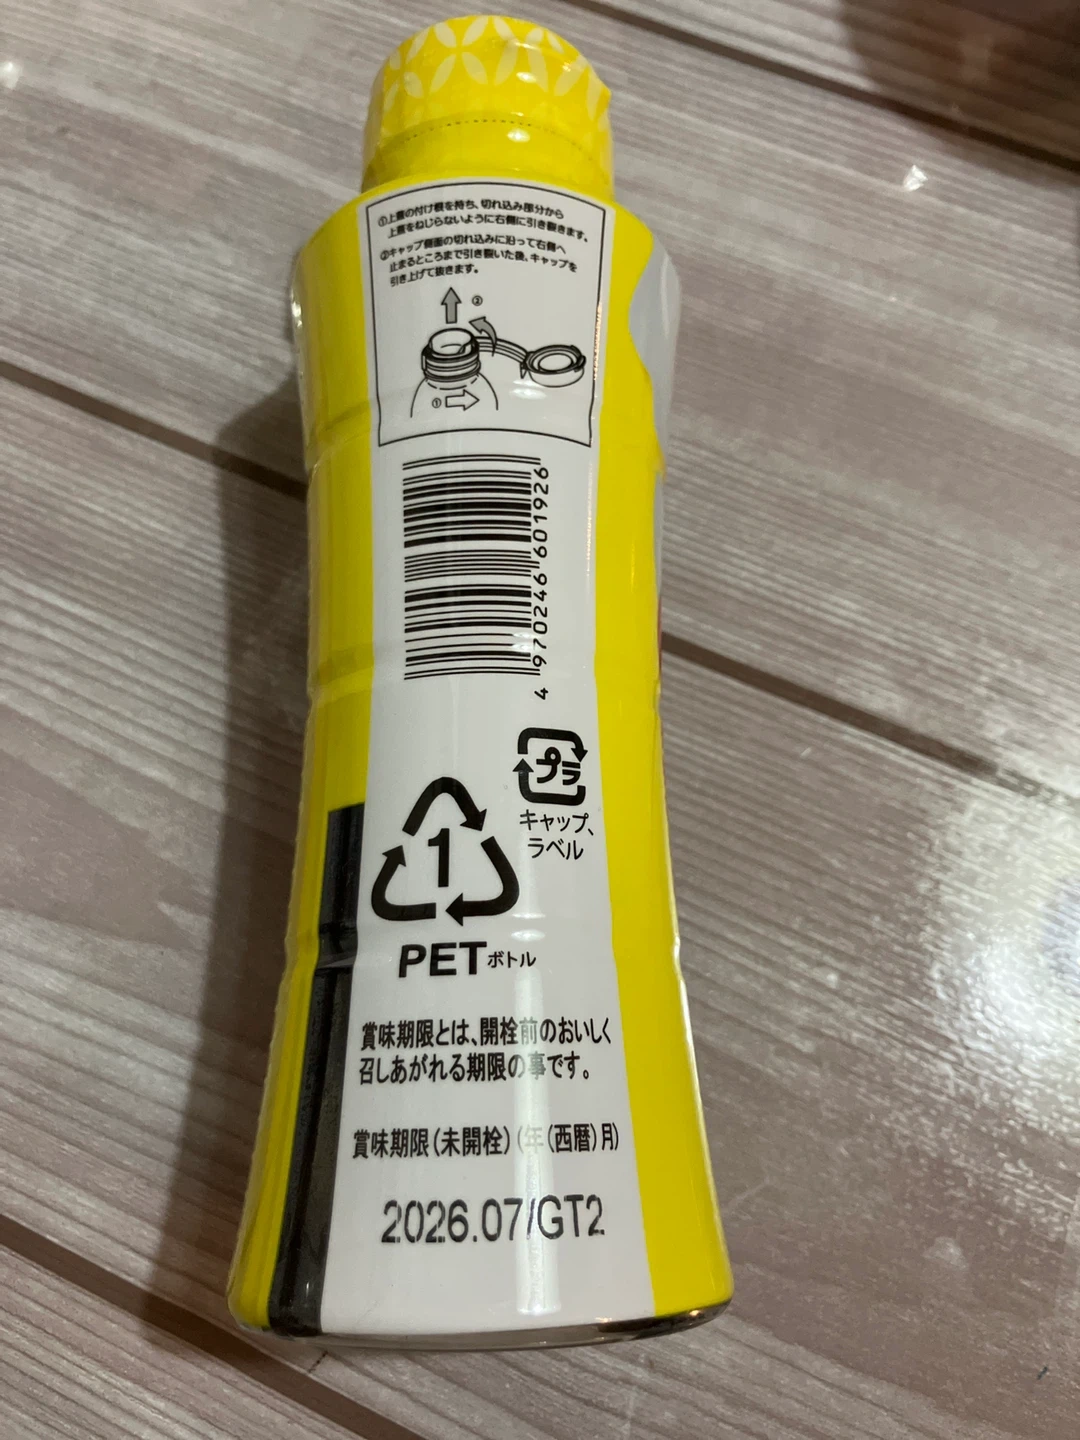 ①上蓋の付け根を持ち、切れ込み部分から
上蓋をねじらないように右側に引き裂きます。
②キャップ側面の切れ込みに沿って右側へ
止まるところまで引き裂いた後、キャップを
引き上げて抜きます。
②
①
4 970246 601926
プラ
キャップ、
ラベル
1
PETボトル
賞味期限とは、開栓前のおいしく
召しあがれる期限の事です。
賞味期限(未開栓)(年(西暦)月)
2026.07/GT2